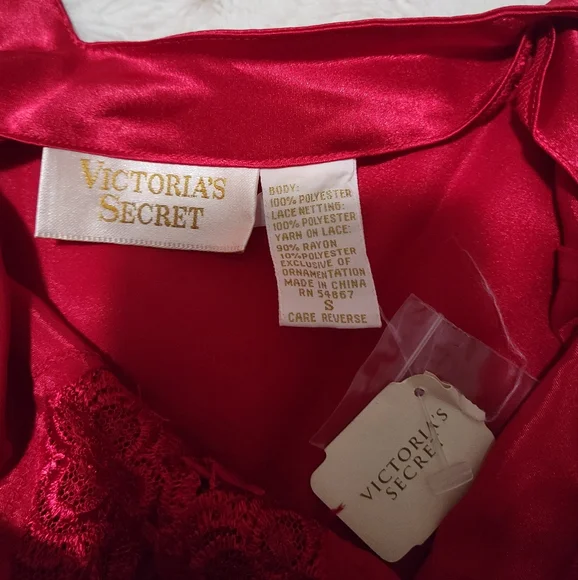 VICTORIA'S
SECRET
BODY:
100% POLYESTER
LACE NETTING:
100% POLYESTER
YARN ON LACE:
90% RAYON
10% POLYESTER
EXCLUSIVE OF
ORNAMENTATION
MADE IN CHINA
RN 54867
S
CARE REVERSE
VICTORIA'S
SECRET